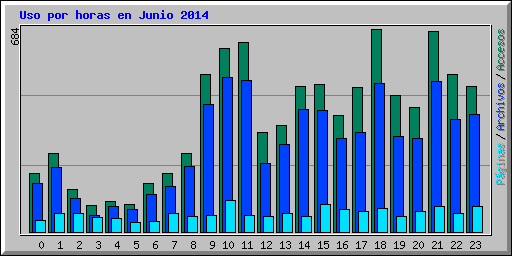 Uso por horas en Junio 2014
684
Páginas / Archivos / Accesos
0 1 2 3 4 5 6 7 8 9 10 11 12 13 14 15 16 17 18 19 20 21 22 23